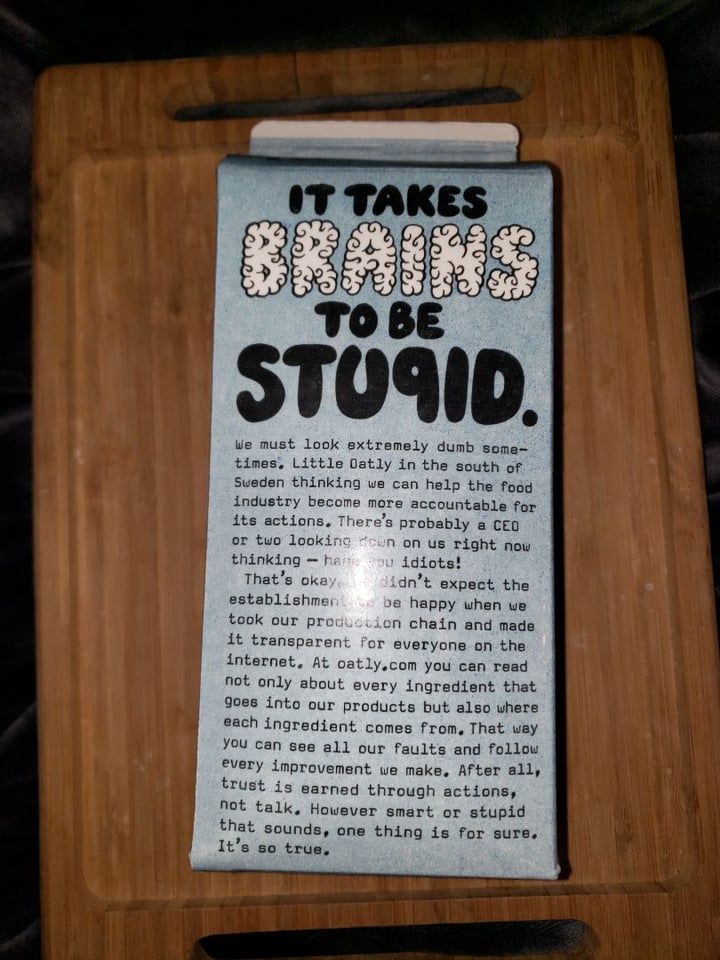 IT TAKES
BRAINS
TO BE
STUPID.
We must look extremely dumb some-
times. Little Oatly in the south of
Sweden thinking we can help the food
industry become more accountable for
its actions. There's probably a CEO
or two looking down on us right now
thinking — you idiots!
That's okay, didn't expect the
establishment to be happy when we
took our production chain and made
it transparent for everyone on the
internet. At oatly.com you can read
not only about every ingredient that
goes into our products but also where
each ingredient comes from. That way
you can see all our faults and follow
every improvement we make. After all,
trust is earned through actions,
not talk. However smart or stupid
that sounds, one thing is for sure.
It's so true.